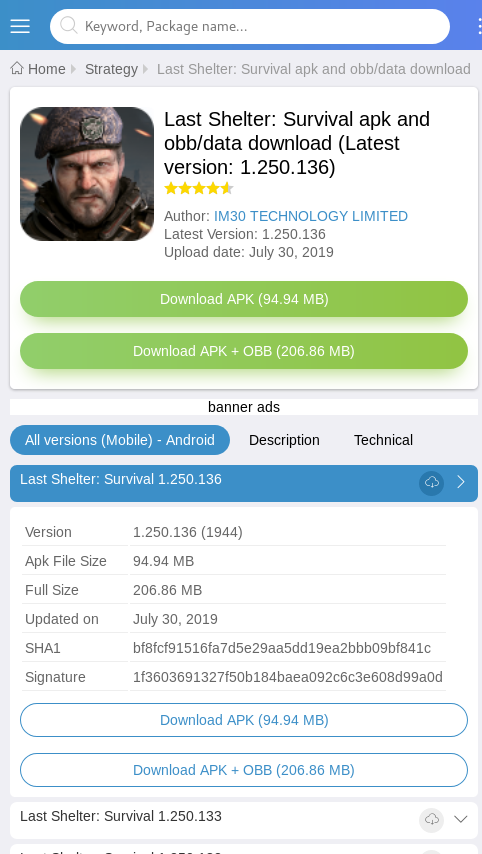 Keyword, Package name...
Home Strategy Last Shelter: Survival apk and obb/data download
Last Shelter: Survival apk and
obb/data download (Latest
version: 1.250.136)
Author: IM30 TECHNOLOGY LIMITED
Latest Version: 1.250.136
Upload date: July 30, 2019
Download APK (94.94 MB)
Download APK + OBB (206.86 MB)
banner ads
All versions (Mobile) - Android Description Technical
Last Shelter: Survival 1.250.136
Version 1.250.136 (1944)
Apk File Size 94.94 MB
Full Size 206.86 MB
Updated on July 30, 2019
SHA1 bf8fcf91516fa7d5e29aa5dd19ea2bbb09bf841c
Signature 1f3603691327f50b184baea092c6c3e608d99a0d
Download APK (94.94 MB)
Download APK + OBB (206.86 MB)
Last Shelter: Survival 1.250.133